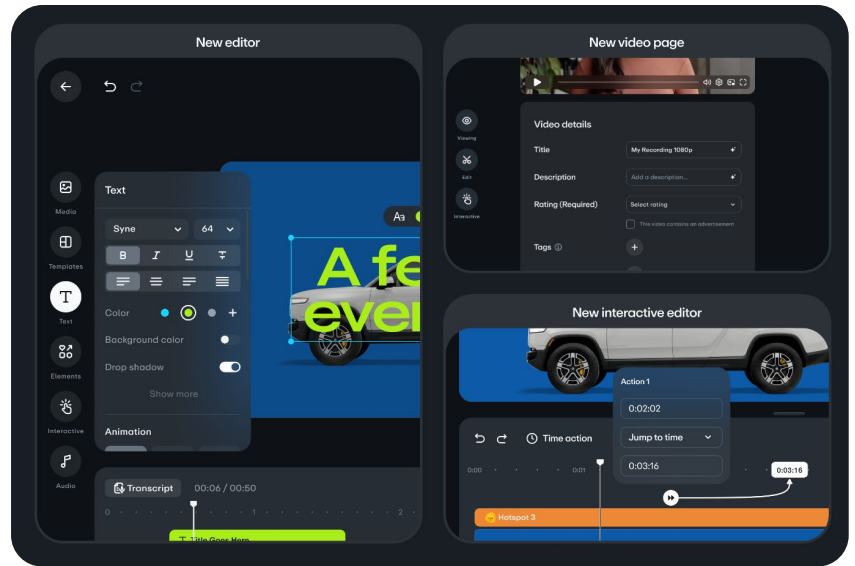 New editor
Media
Templates
Text
Elements
Interactive
Audio
Text
Syne
64
B I U T
Color
Background color
Drop shadow
Show more
Animation
Aa
A fe
ever
Transcript 00:06 / 00:50
0 1 2
T Title Goes Here
New video page
Viewing
Edit
Interactive
Video details
Title My Recording 1080p
Description Add a description...
Rating (Required) Select rating
This video contains an advertisement
Tags
New interactive editor
Action 1
0:02:02
Jump to time
0:03:16
Time action
0:00 0:01 0:03:16
Hotspot 3